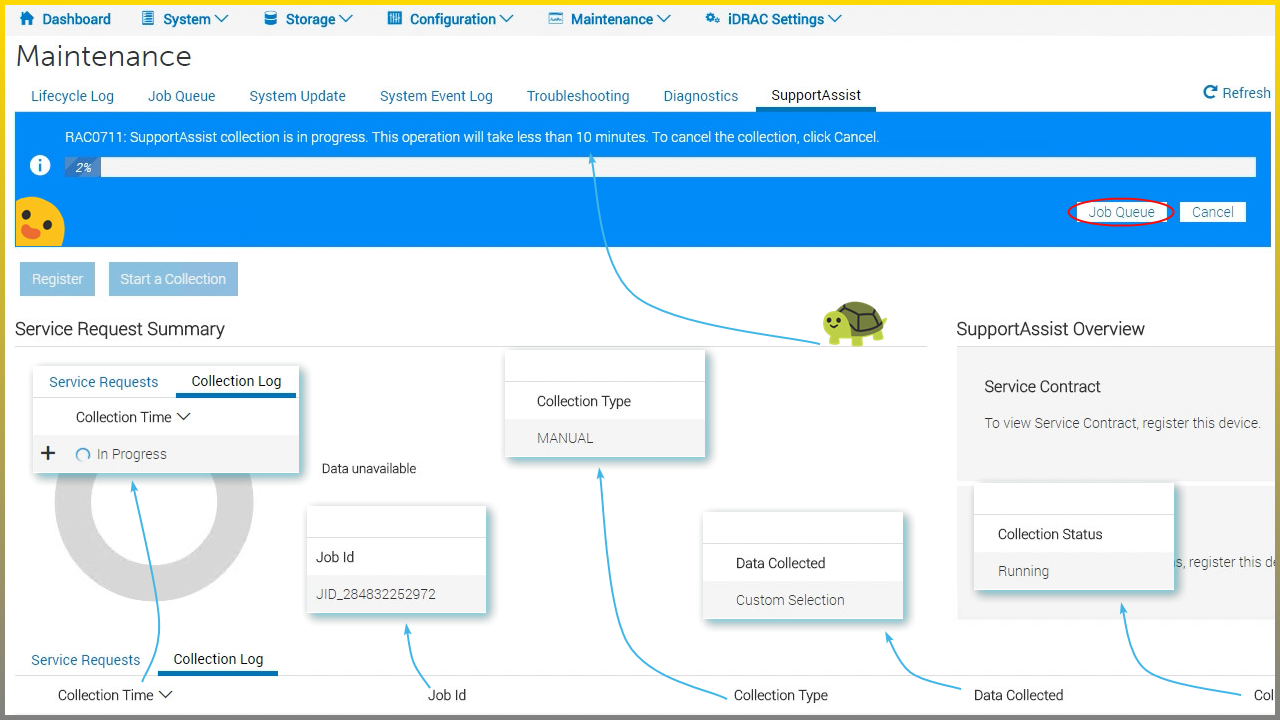 Dashboard System Storage Configuration Maintenance iDRAC Settings
Maintenance
Lifecycle Log Job Queue System Update System Event Log Troubleshooting Diagnostics SupportAssist Refresh
RAC0711: SupportAssist collection is in progress. This operation will take less than 10 minutes. To cancel the collection, click Cancel.
2%
Job Queue Cancel
Register Start a Collection
Service Request Summary
SupportAssist Overview
Service Contract
To view Service Contract, register this device.
Service Requests Collection Log
Collection Time
In Progress
Data unavailable
Collection Type
MANUAL
Job Id
JID_284832252972
Data Collected
Custom Selection
Collection Status
Running
, register this de
Service Requests Collection Log
Collection Time Job Id Collection Type Data Collected Col